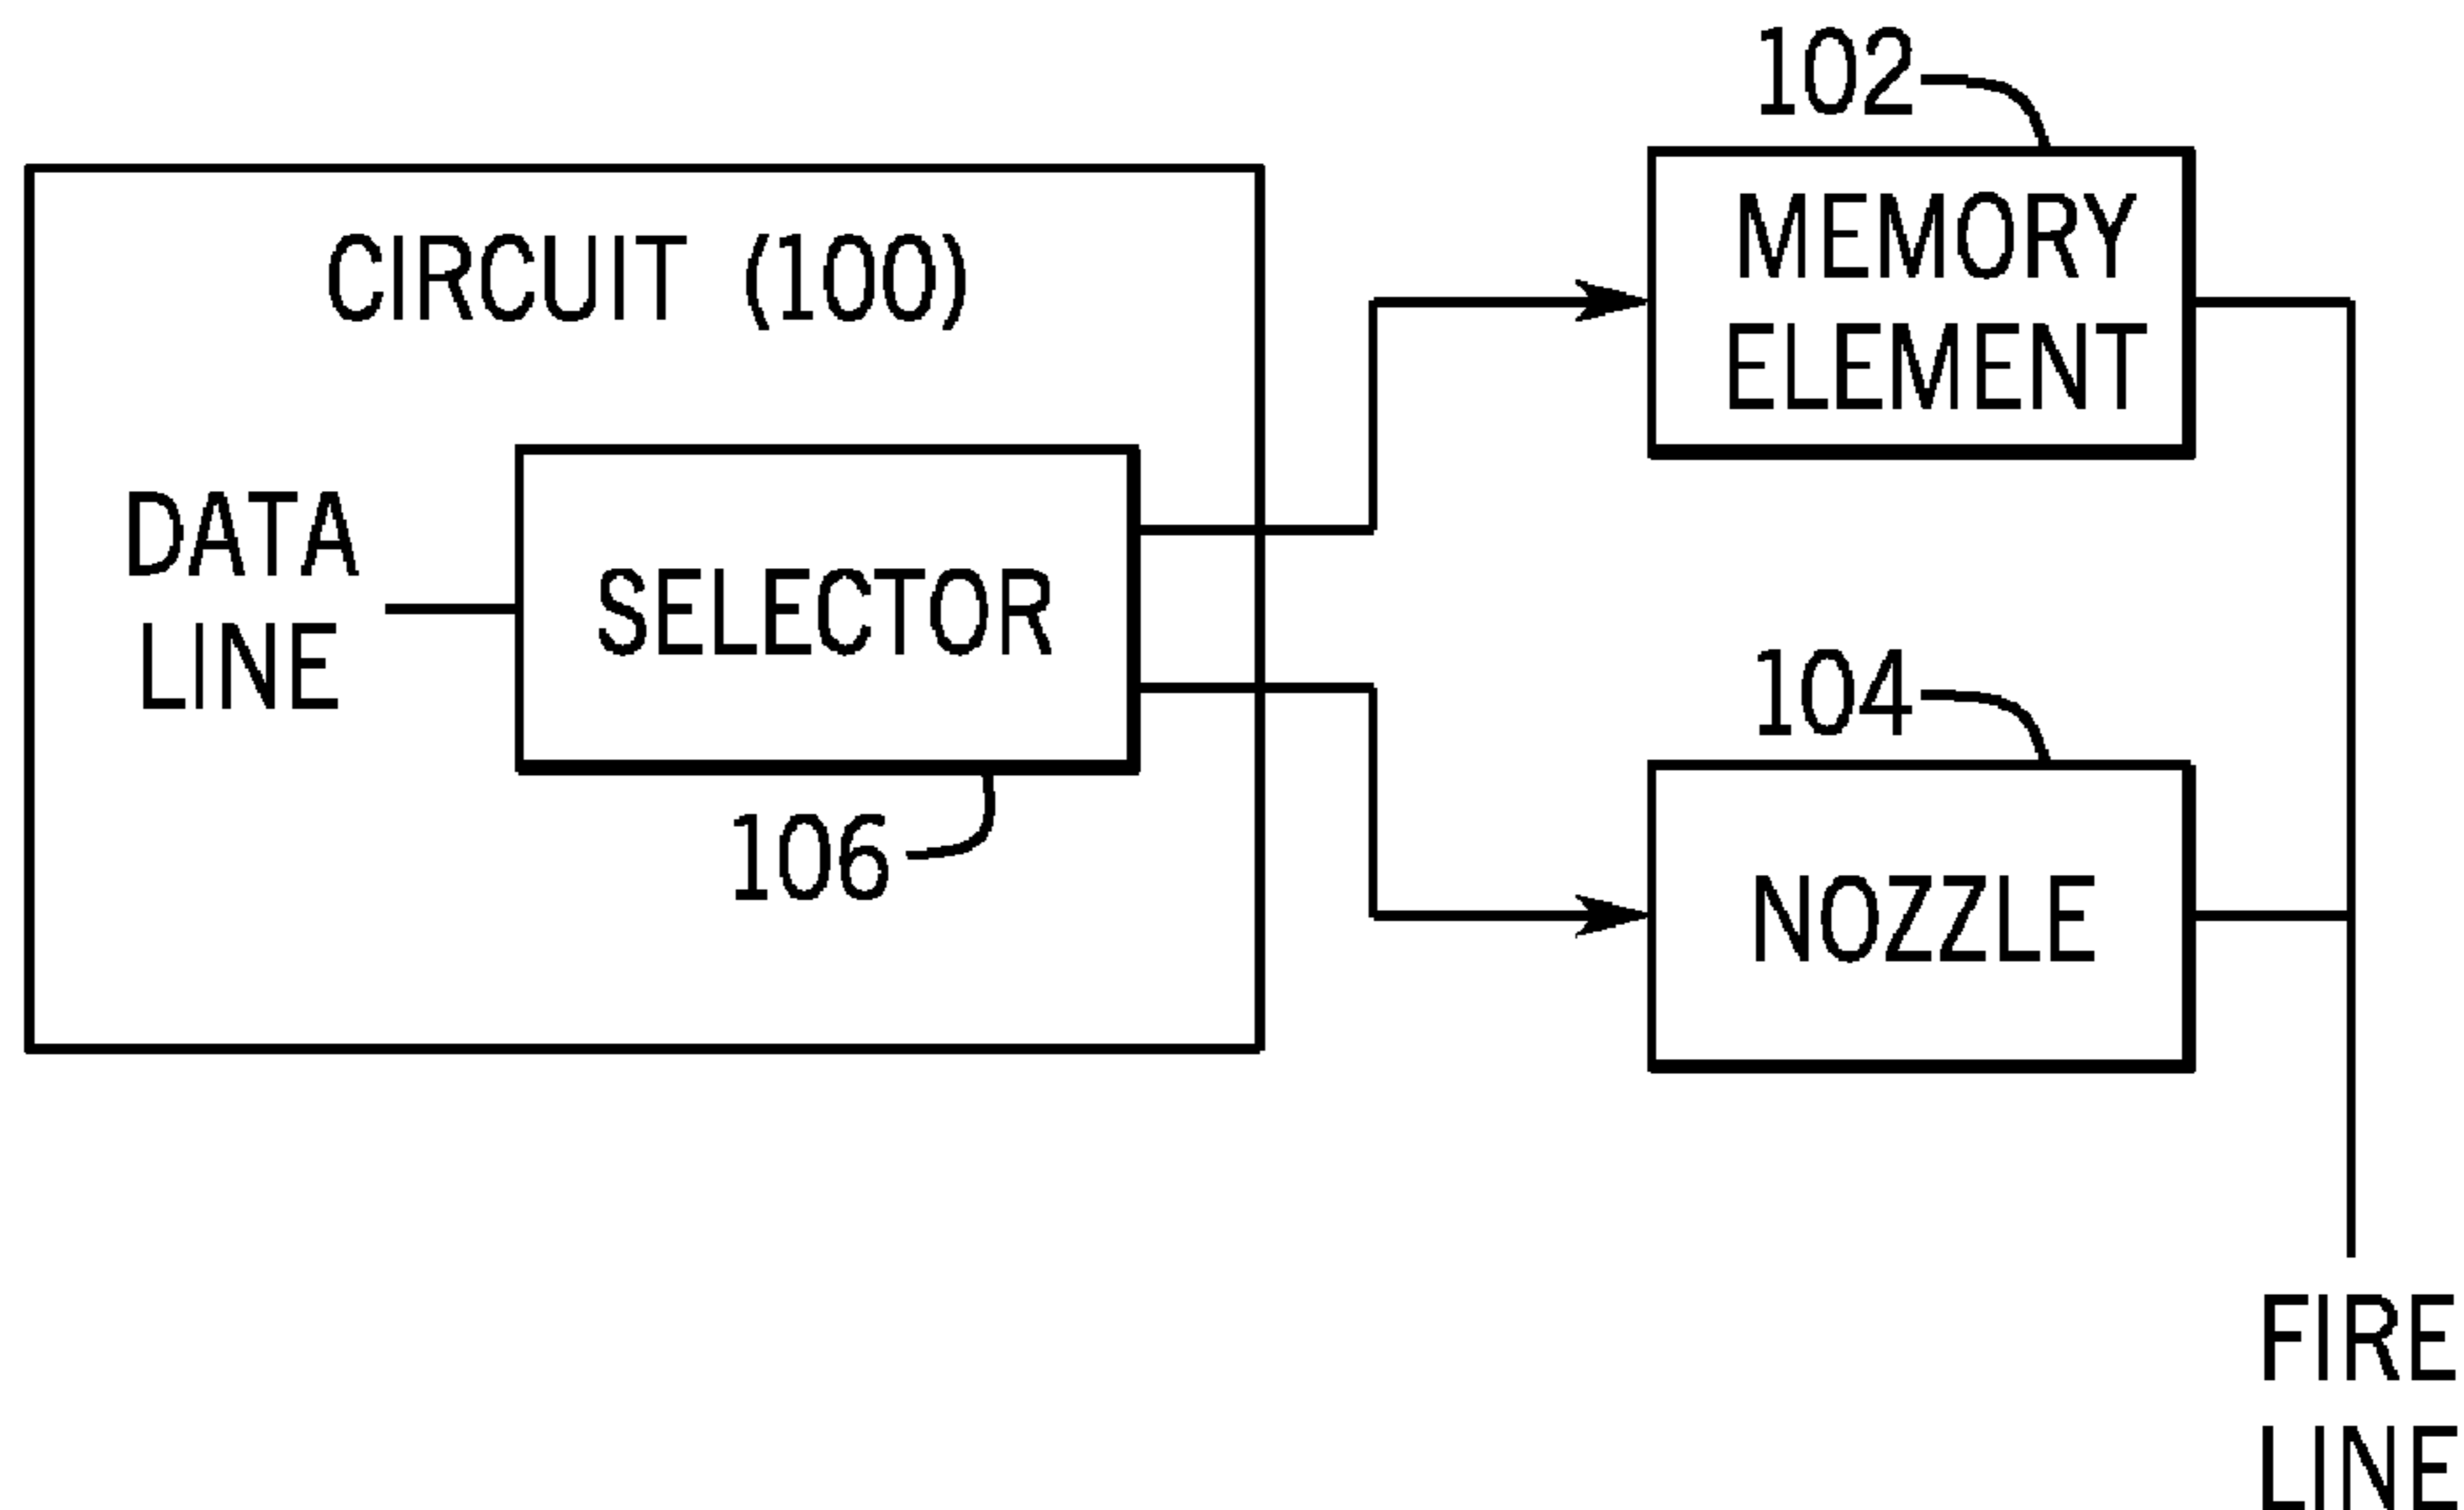 102
CIRCUIT (100)
MEMORY
ELEMENT
DATA
LINE
SELECTOR
106
104
NOZZLE
FIRE
LINE